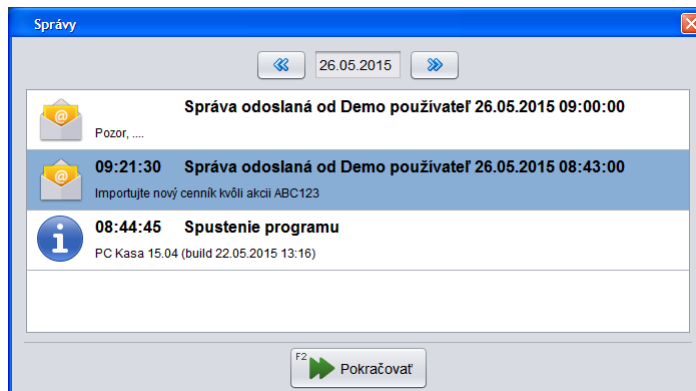 Správy
26.05.2015
Správa odoslaná od Demo používateľ 26.05.2015 09:00:00
Pozor, ....
09:21:30 Správa odoslaná od Demo používateľ 26.05.2015 08:43:00
Importujte nový cenník kvôli akcii ABC123
08:44:45 Spustenie programu
PC Kasa 15.04 (build 22.05.2015 13:16)
F2 Pokračovať